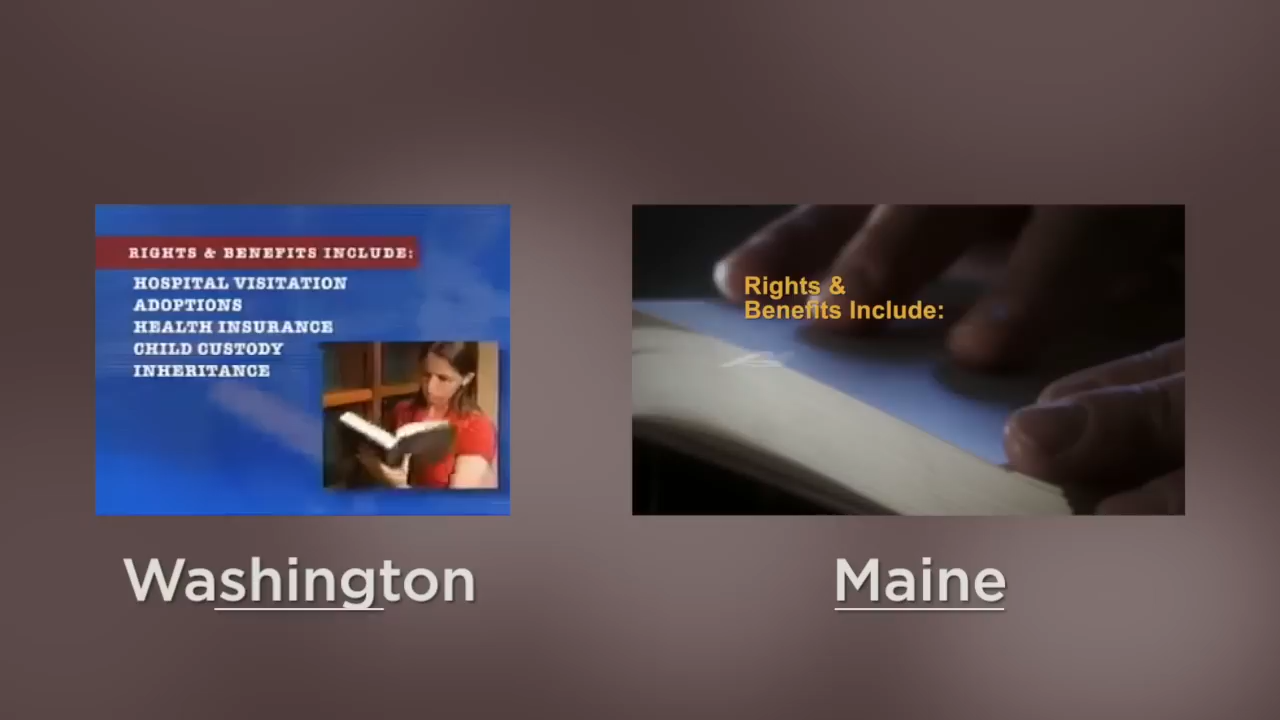 RIGHTS & BENEFITS INCLUDE:
HOSPITAL VISITATION
ADOPTIONS
HEALTH INSURANCE
CHILD CUSTODY
INHERITANCE
Rights &
Benefits Include:
Washington
Maine